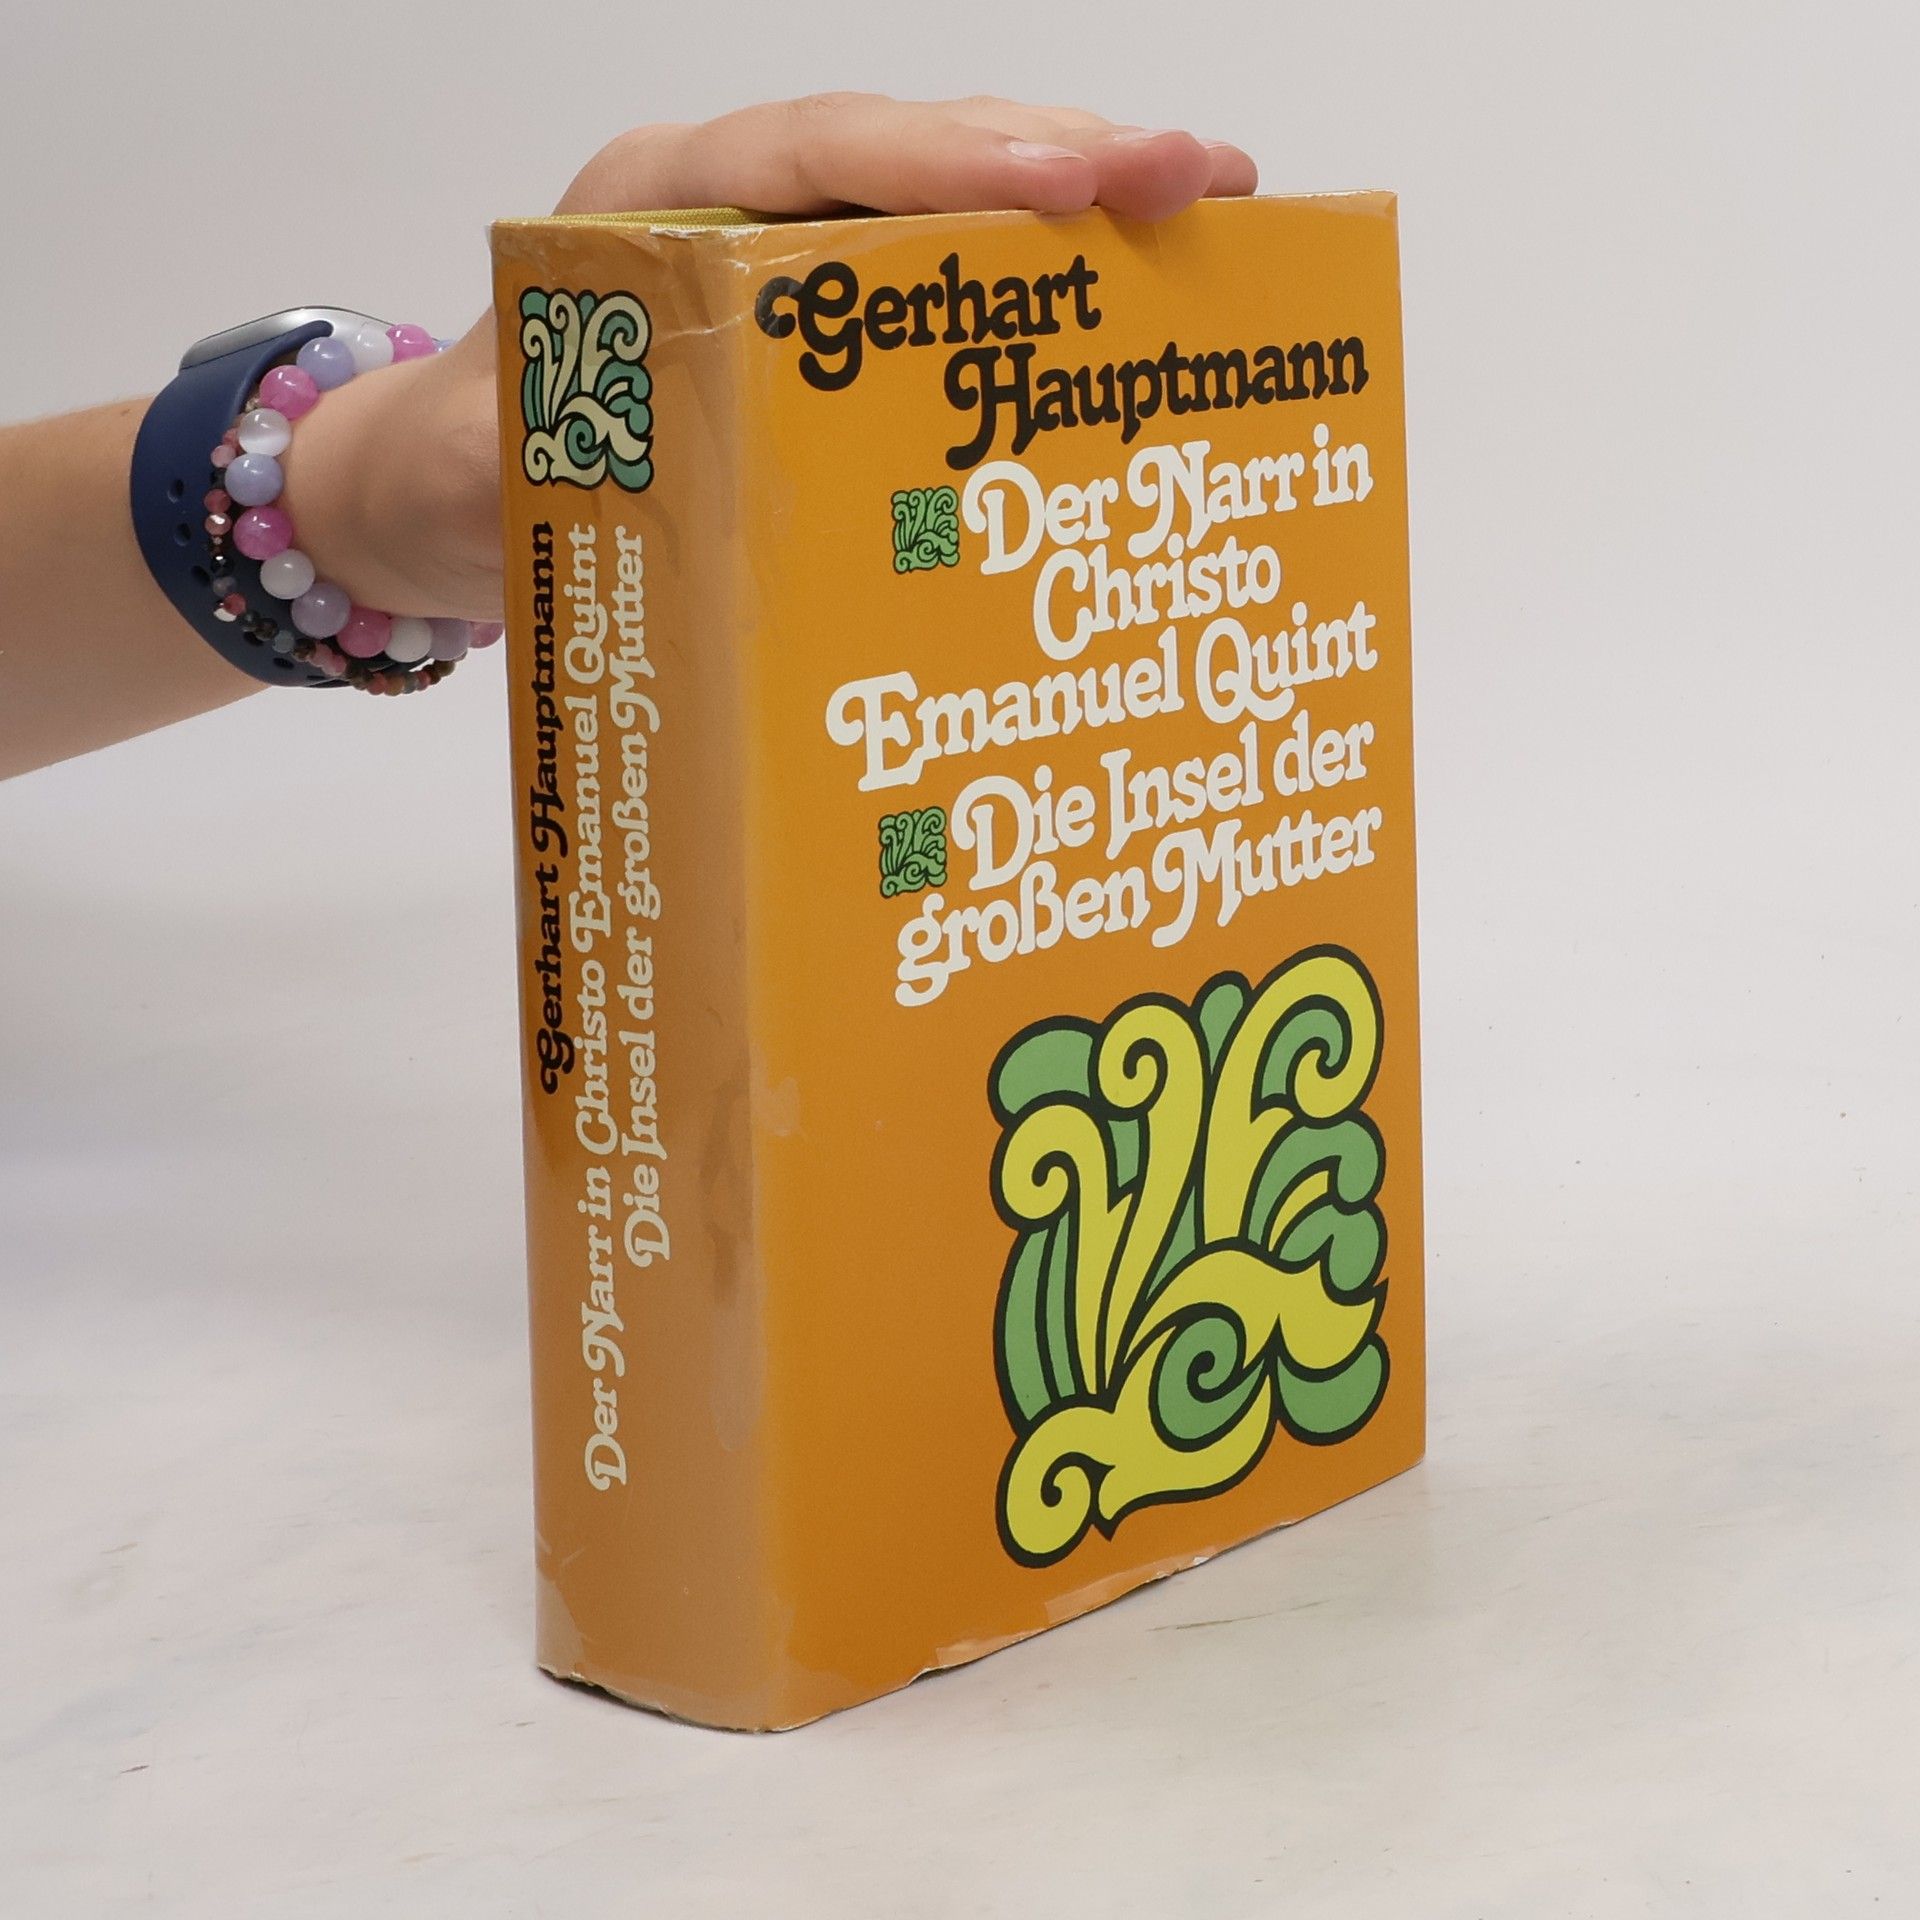 Gerhart
Hauptmann
Der Narr in
Christo
Emanuel Quint
Die Insel der
großen Mutter
Gerhart Hauptmann
Der Narr in Christo Emanuel Quint
Die Insel der großen Mutter